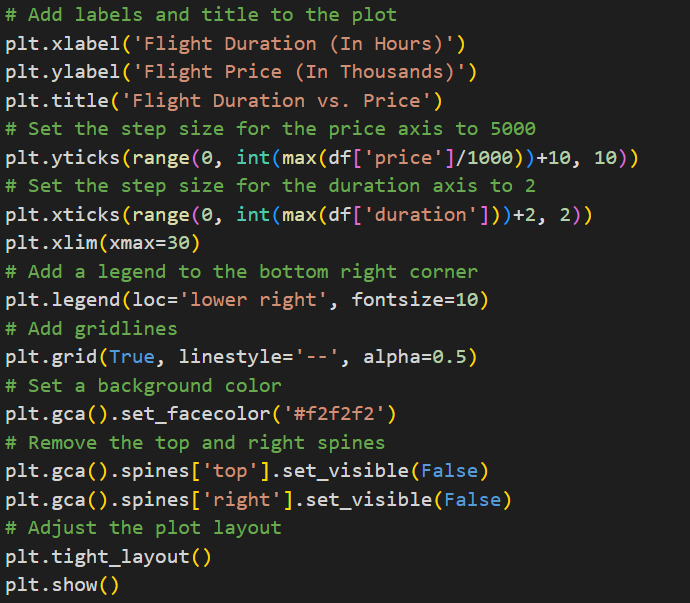 # Add labels and title to the plot
plt.xlabel('Flight Duration (In Hours)')
plt.ylabel('Flight Price (In Thousands)')
plt.title('Flight Duration vs. Price')
# Set the step size for the price axis to 5000
plt.yticks(range(0, int(max(df['price']/1000))+10, 10))
# Set the step size for the duration axis to 2
plt.xticks(range(0, int(max(df['duration']))+2, 2))
plt.xlim(xmax=30)
# Add a legend to the bottom right corner
plt.legend(loc='lower right', fontsize=10)
# Add gridlines
plt.grid(True, linestyle='--', alpha=0.5)
# Set a background color
plt.gca().set_facecolor('#f2f2f2')
# Remove the top and right spines
plt.gca().spines['top'].set_visible(False)
plt.gca().spines['right'].set_visible(False)
# Adjust the plot layout
plt.tight_layout()
plt.show()